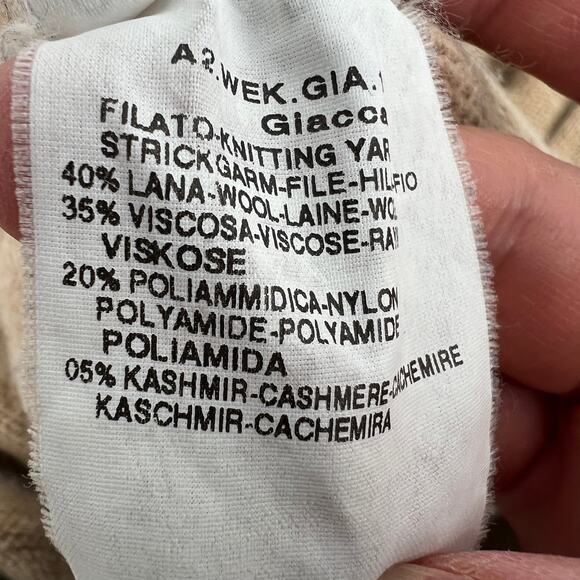 A2.WEK.GIA.1
Giacca
FILATO-KNITTING YAR
STRICKGARM-FILE-HILFIO
40% LANA-WOOL-LAINE-WO
35% VISCOSA-VISCOSE-RAY
VISKOSE
20% POLIAMMIDICA-NYLON
POLYAMIDE-POLYAMIDE
POLIAMIDA
05% KASHMIR-CASHMERE-CACHEMIRE
KASCHMIR-CACHEMIRA